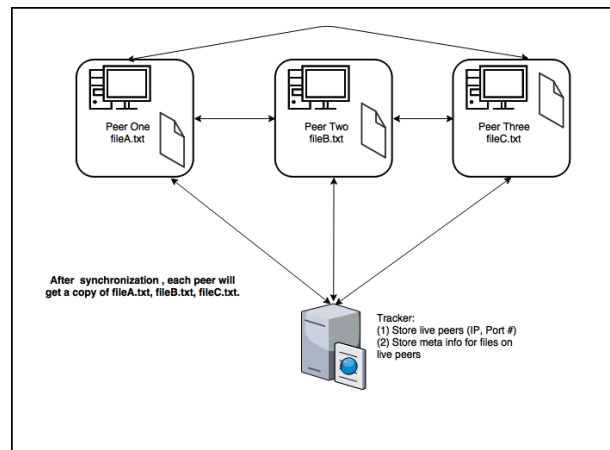 Peer One
fileA.txt
Peer Two
fileB.txt
Peer Three
fileC.txt
After synchronization , each peer will
get a copy of fileA.txt, fileB.txt, fileC.txt.
Tracker:
(1) Store live peers (IP, Port #)
(2) Store meta info for files on
live peers